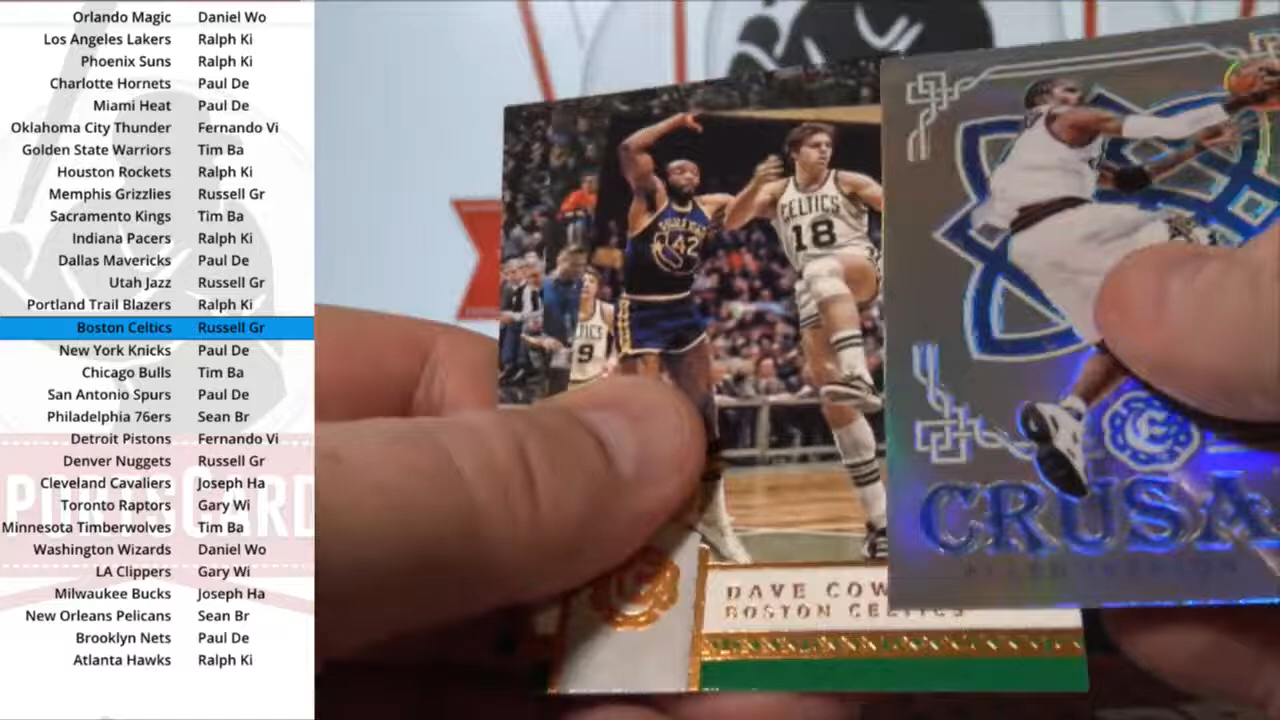 Orlando Magic Daniel Wo
Los Angeles Lakers Ralph Ki
Phoenix Suns Ralph Ki
Charlotte Hornets Paul De
Miami Heat Paul De
Oklahoma City Thunder Fernando Vi
Golden State Warriors Tim Ba
Houston Rockets Ralph Ki
Memphis Grizzlies Russell Gr
Sacramento Kings Tim Ba
Indiana Pacers Ralph Ki
Dallas Mavericks Paul De
Utah Jazz Russell Gr
Portland Trail Blazers Ralph Ki
Boston Celtics Russell Gr
New York Knicks Paul De
Chicago Bulls Tim Ba
San Antonio Spurs Paul De
Philadelphia 76ers Sean Br
Detroit Pistons Fernando Vi
Denver Nuggets Russell Gr
Cleveland Cavaliers Joseph Ha
Toronto Raptors Gary Wi
Minnesota Timberwolves Tim Ba
Washington Wizards Daniel Wo
LA Clippers Gary Wi
Milwaukee Bucks Joseph Ha
New Orleans Pelicans Sean Br
Brooklyn Nets Paul De
Atlanta Hawks Ralph Ki
CELTICS
18
42
9
DAVE COW
BOSTON CELTICS
CRUSA